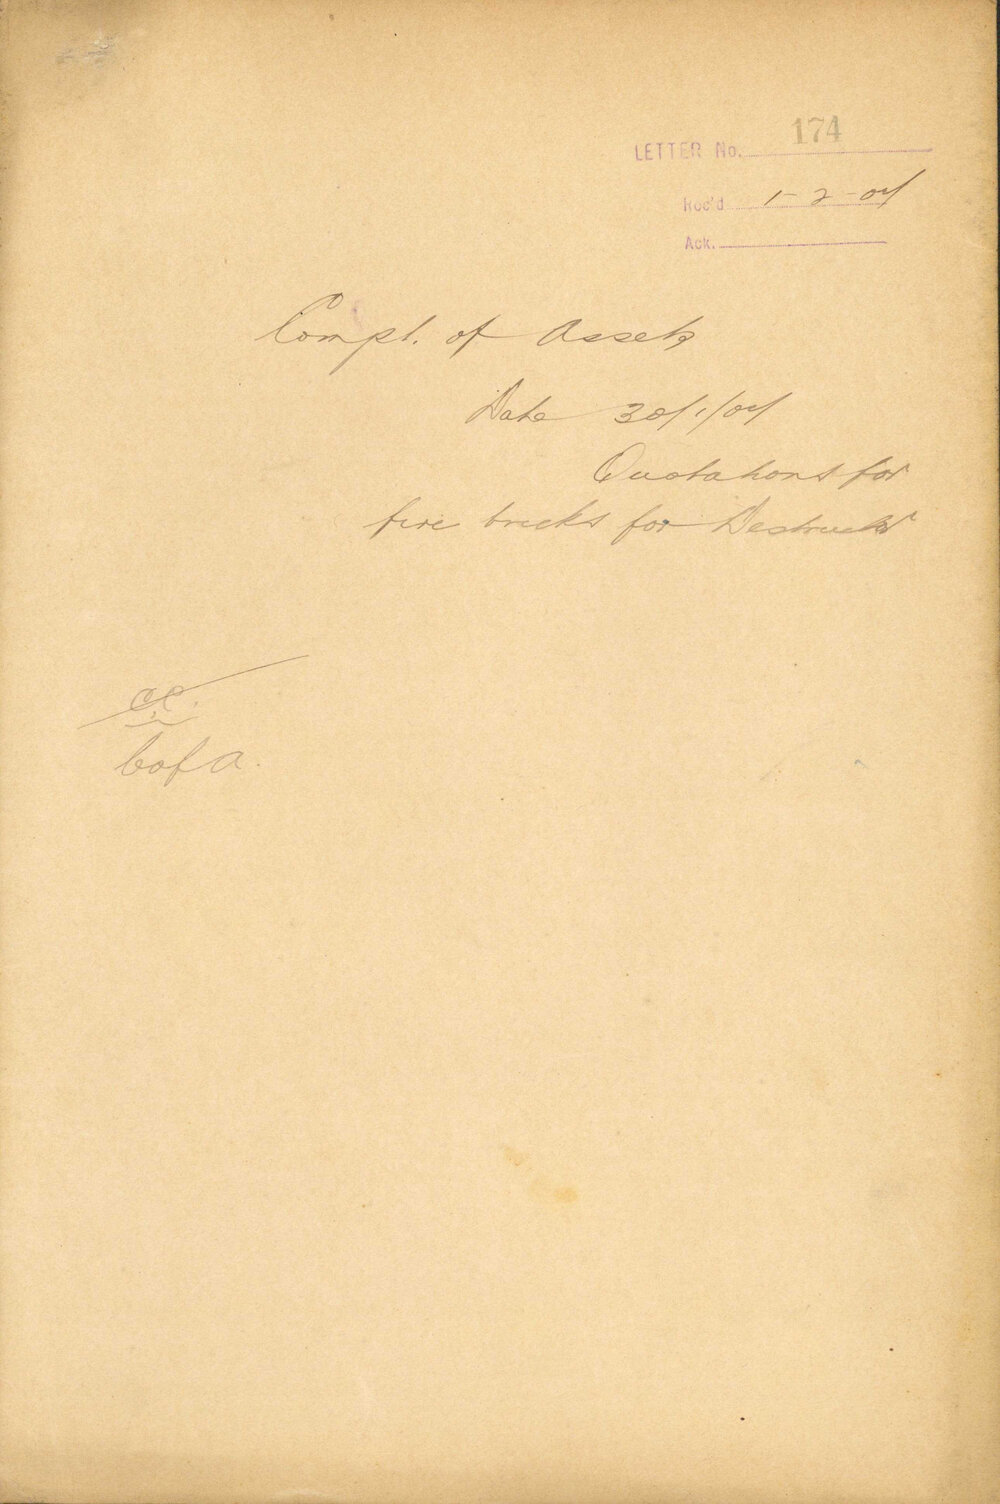 LETTER No. 174
Rec'd 1-2-04
Ack.
Compt. of Assets
Date 30/1/04
Quotations for
fire bricks for Destructor
C.C.
C of A.